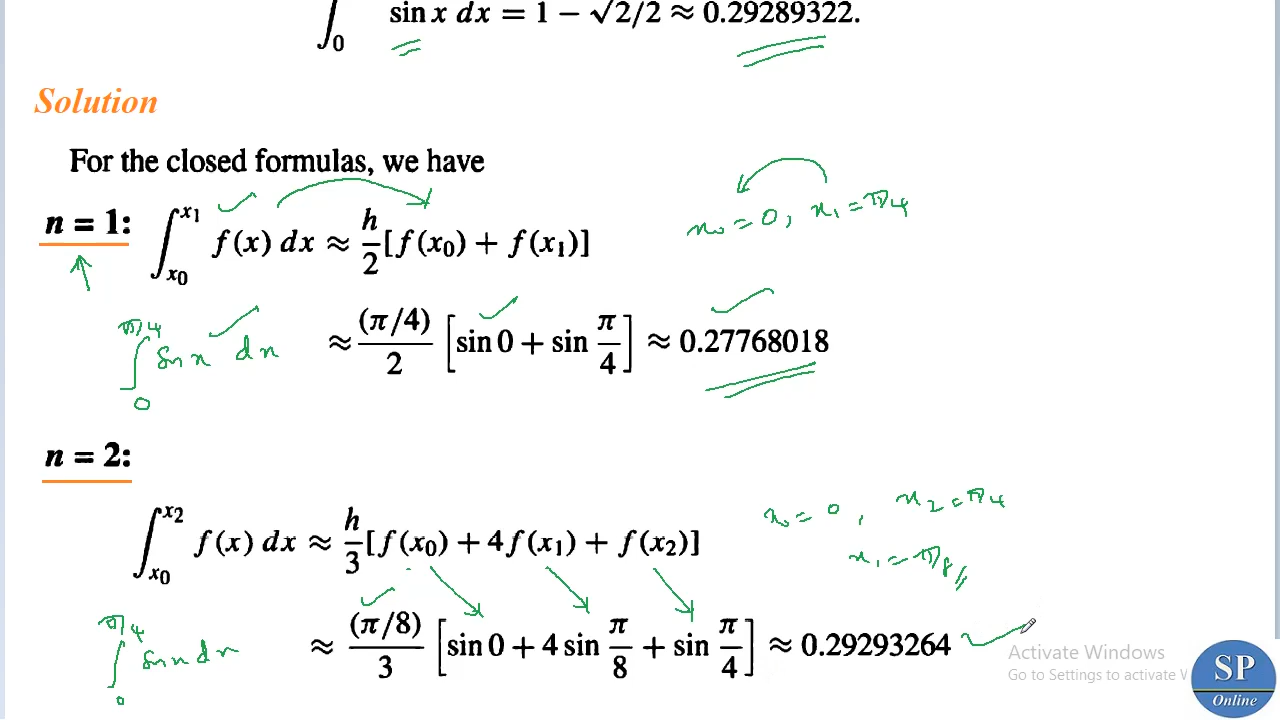 ∫₀ sin x dx = 1 − √2/2 ≈ 0.29289322.
Solution
For the closed formulas, we have
n = 1: ∫_{x₀}^{x₁} f(x) dx ≈ h/2 [f(x₀) + f(x₁)]
x₀ = 0, x₁ = π/4
∫₀^{π/4} sin x dx ≈ (π/4)/2 [sin 0 + sin π/4] ≈ 0.27768018
n = 2:
∫_{x₀}^{x₂} f(x) dx ≈ h/3 [f(x₀) + 4f(x₁) + f(x₂)]
x₀ = 0, x₂ = π/4
x₁ = π/8
∫₀^{π/4} sin x dx ≈ (π/8)/3 [sin 0 + 4 sin π/8 + sin π/4] ≈ 0.29293264
Activate Windows
Go to Settings to activate W
SP
Online